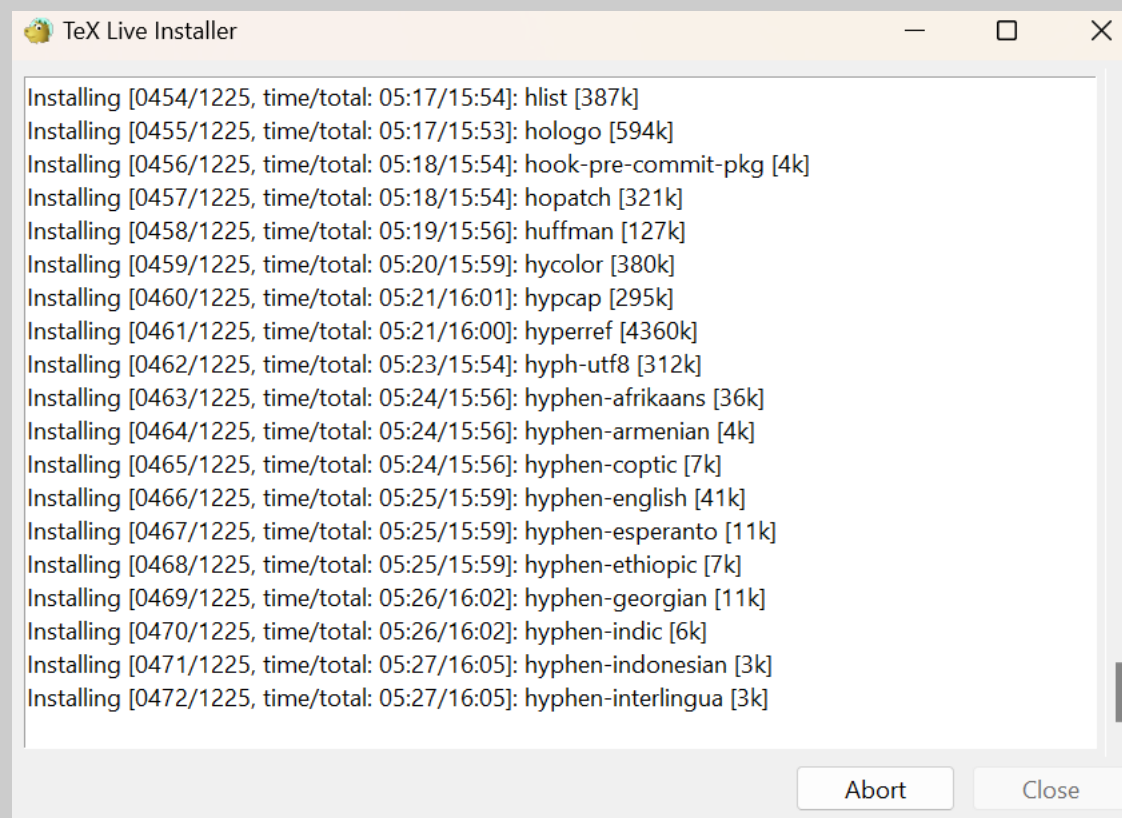 TeX Live Installer
Installing [0454/1225, time/total: 05:17/15:54]: hlist [387k]
Installing [0455/1225, time/total: 05:17/15:53]: hologo [594k]
Installing [0456/1225, time/total: 05:18/15:54]: hook-pre-commit-pkg [4k]
Installing [0457/1225, time/total: 05:18/15:54]: hopatch [321k]
Installing [0458/1225, time/total: 05:19/15:56]: huffman [127k]
Installing [0459/1225, time/total: 05:20/15:59]: hycolor [380k]
Installing [0460/1225, time/total: 05:21/16:01]: hypcap [295k]
Installing [0461/1225, time/total: 05:21/16:00]: hyperref [4360k]
Installing [0462/1225, time/total: 05:23/15:54]: hyph-utf8 [312k]
Installing [0463/1225, time/total: 05:24/15:56]: hyphen-afrikaans [36k]
Installing [0464/1225, time/total: 05:24/15:56]: hyphen-armenian [4k]
Installing [0465/1225, time/total: 05:24/15:56]: hyphen-coptic [7k]
Installing [0466/1225, time/total: 05:25/15:59]: hyphen-english [41k]
Installing [0467/1225, time/total: 05:25/15:59]: hyphen-esperanto [11k]
Installing [0468/1225, time/total: 05:25/15:59]: hyphen-ethiopic [7k]
Installing [0469/1225, time/total: 05:26/16:02]: hyphen-georgian [11k]
Installing [0470/1225, time/total: 05:26/16:02]: hyphen-indic [6k]
Installing [0471/1225, time/total: 05:27/16:05]: hyphen-indonesian [3k]
Installing [0472/1225, time/total: 05:27/16:05]: hyphen-interlingua [3k]
Abort
Close